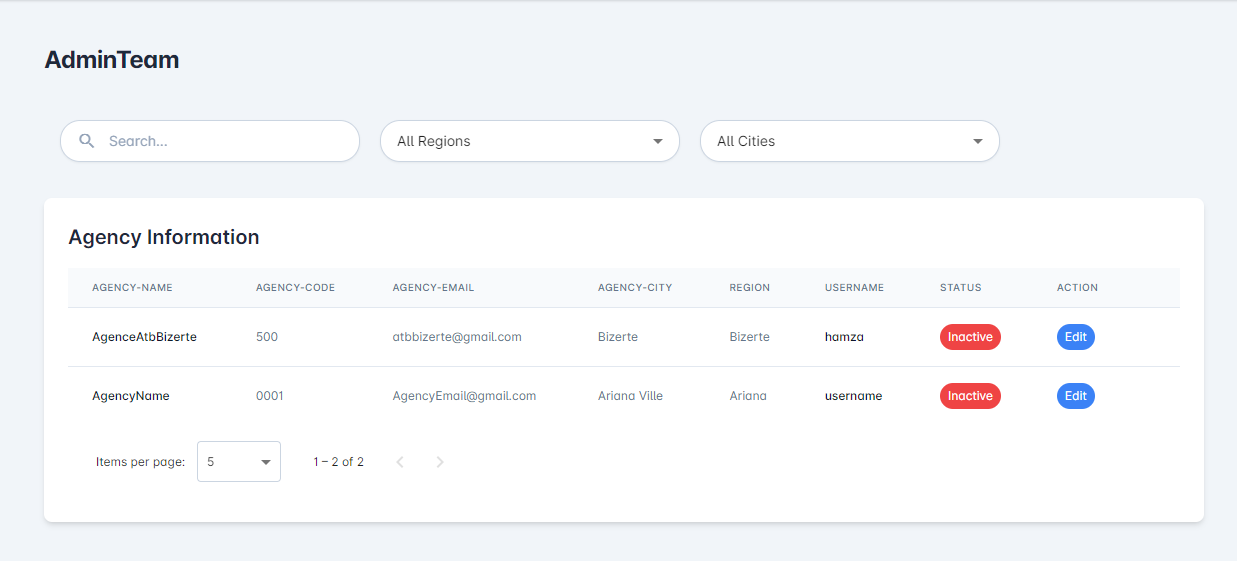 AdminTeam
Search... All Regions All Cities
Agency Information
AGENCY-NAME AGENCY-CODE AGENCY-EMAIL AGENCY-CITY REGION USERNAME STATUS ACTION
AgenceAtbBizerte 500 atbbizerte@gmail.com Bizerte Bizerte hamza Inactive Edit
AgencyName 0001 AgencyEmail@gmail.com Ariana Ville Ariana username Inactive Edit
Items per page: 5 1 – 2 of 2